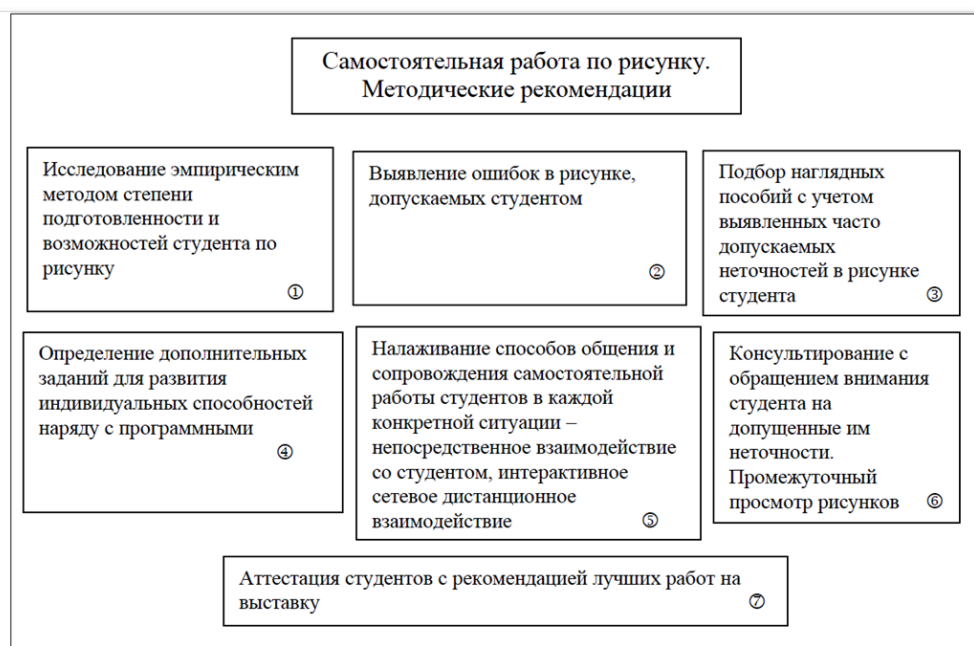 Самостоятельная работа по рисунку.
Методические рекомендации
Исследование эмпирическим
методом степени
подготовленности и
возможностей студента по
рисунку
①
Выявление ошибок в рисунке,
допускаемых студентом
②
Подбор наглядных
пособий с учетом
выявленных часто
допускаемых
неточностей в рисунке
студента ③
Определение дополнительных
заданий для развития
индивидуальных способностей
наряду с программными
④
Налаживание способов общения и
сопровождения самостоятельной
работы студентов в каждой
конкретной ситуации –
непосредственное взаимодействие
со студентом, интерактивное
сетевое дистанционное
взаимодействие ⑤
Консультирование с
обращением внимания
студента на
допущенные им
неточности.
Промежуточный
просмотр рисунков ⑥
Аттестация студентов с рекомендацией лучших работ на
выставку ⑦